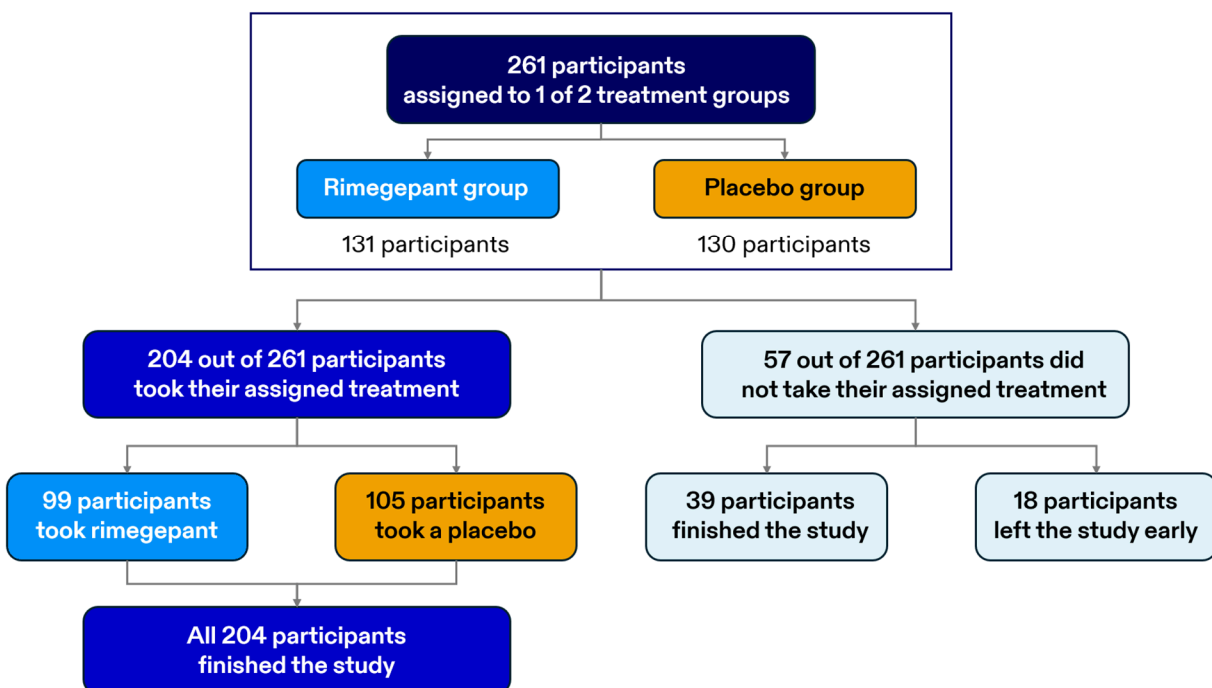 261 participants
assigned to 1 of 2 treatment groups
Rimegepant group
Placebo group
131 participants
130 participants
204 out of 261 participants
took their assigned treatment
57 out of 261 participants did
not take their assigned treatment
99 participants
took rimegepant
105 participants
took a placebo
39 participants
finished the study
18 participants
left the study early
All 204 participants
finished the study